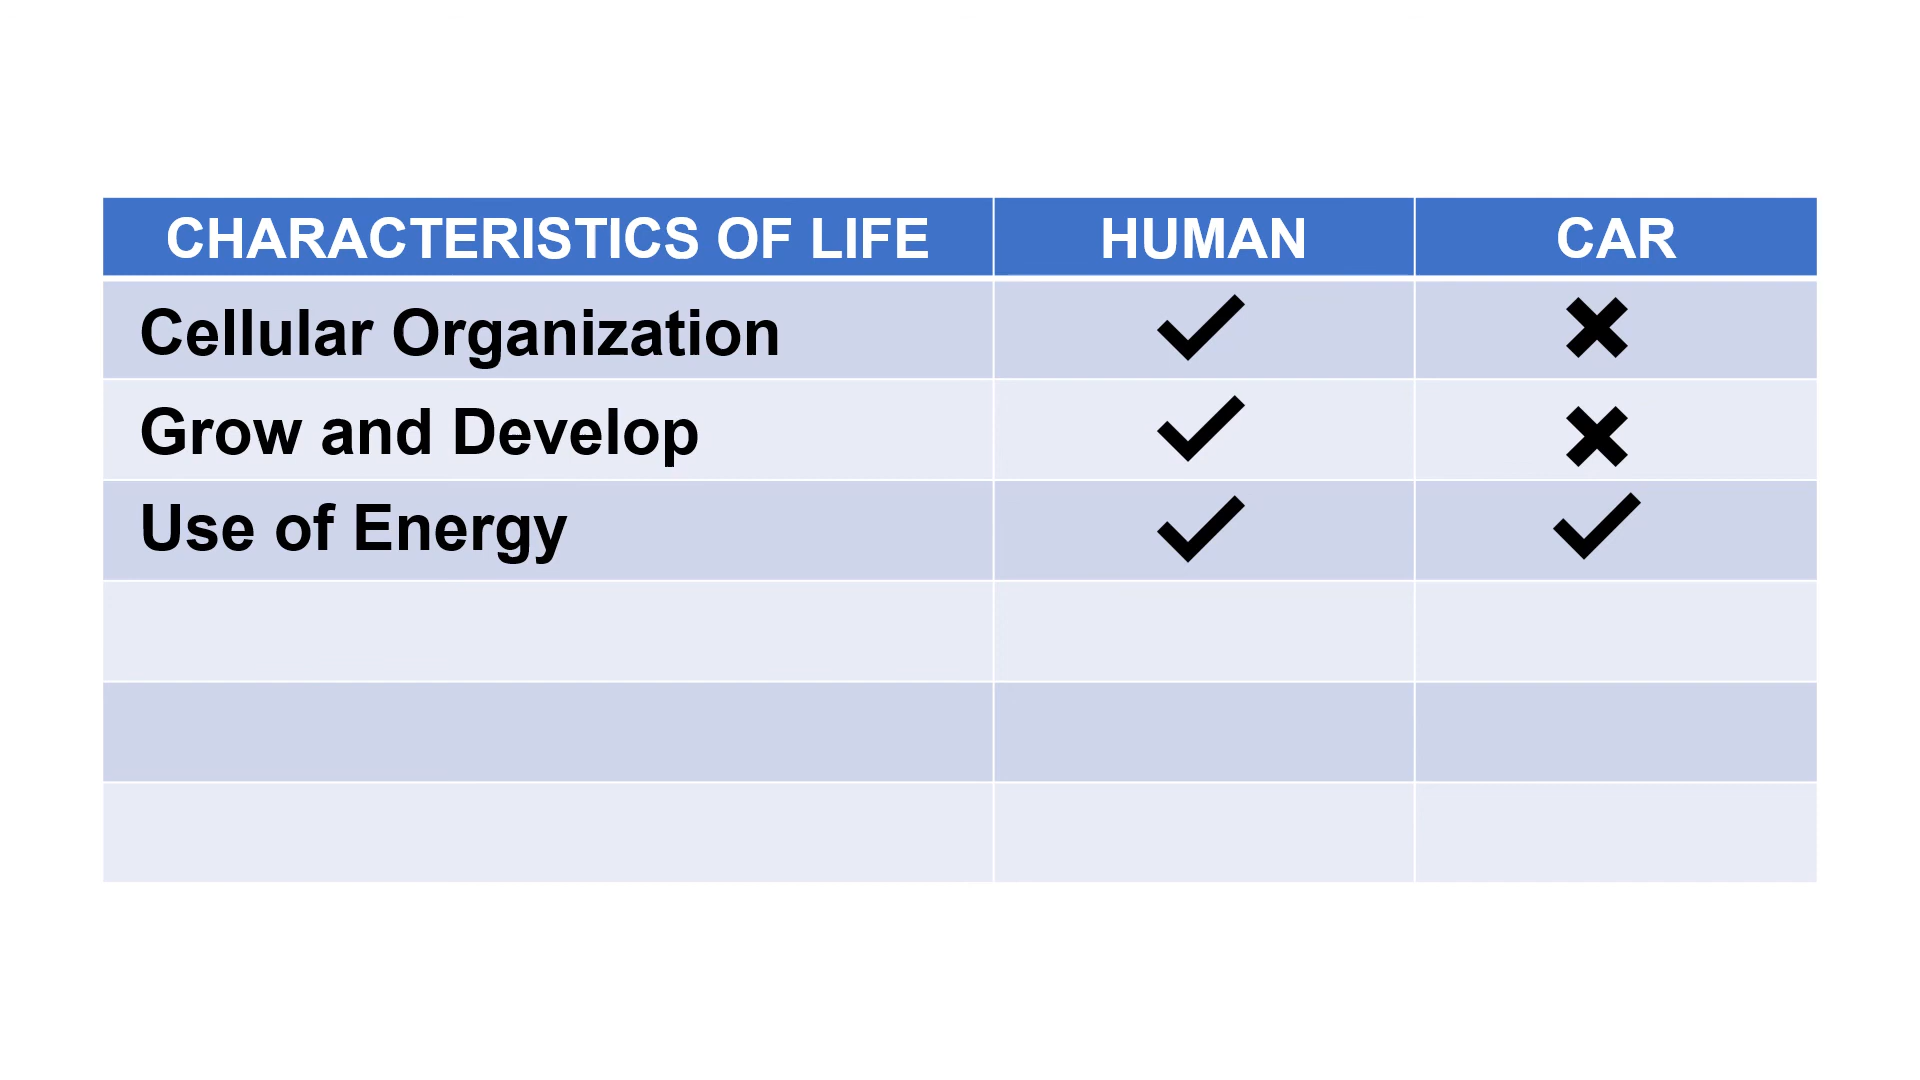 CHARACTERISTICS OF LIFE HUMAN CAR
Cellular Organization ✓ ✗
Grow and Develop ✓ ✗
Use of Energy ✓ ✓